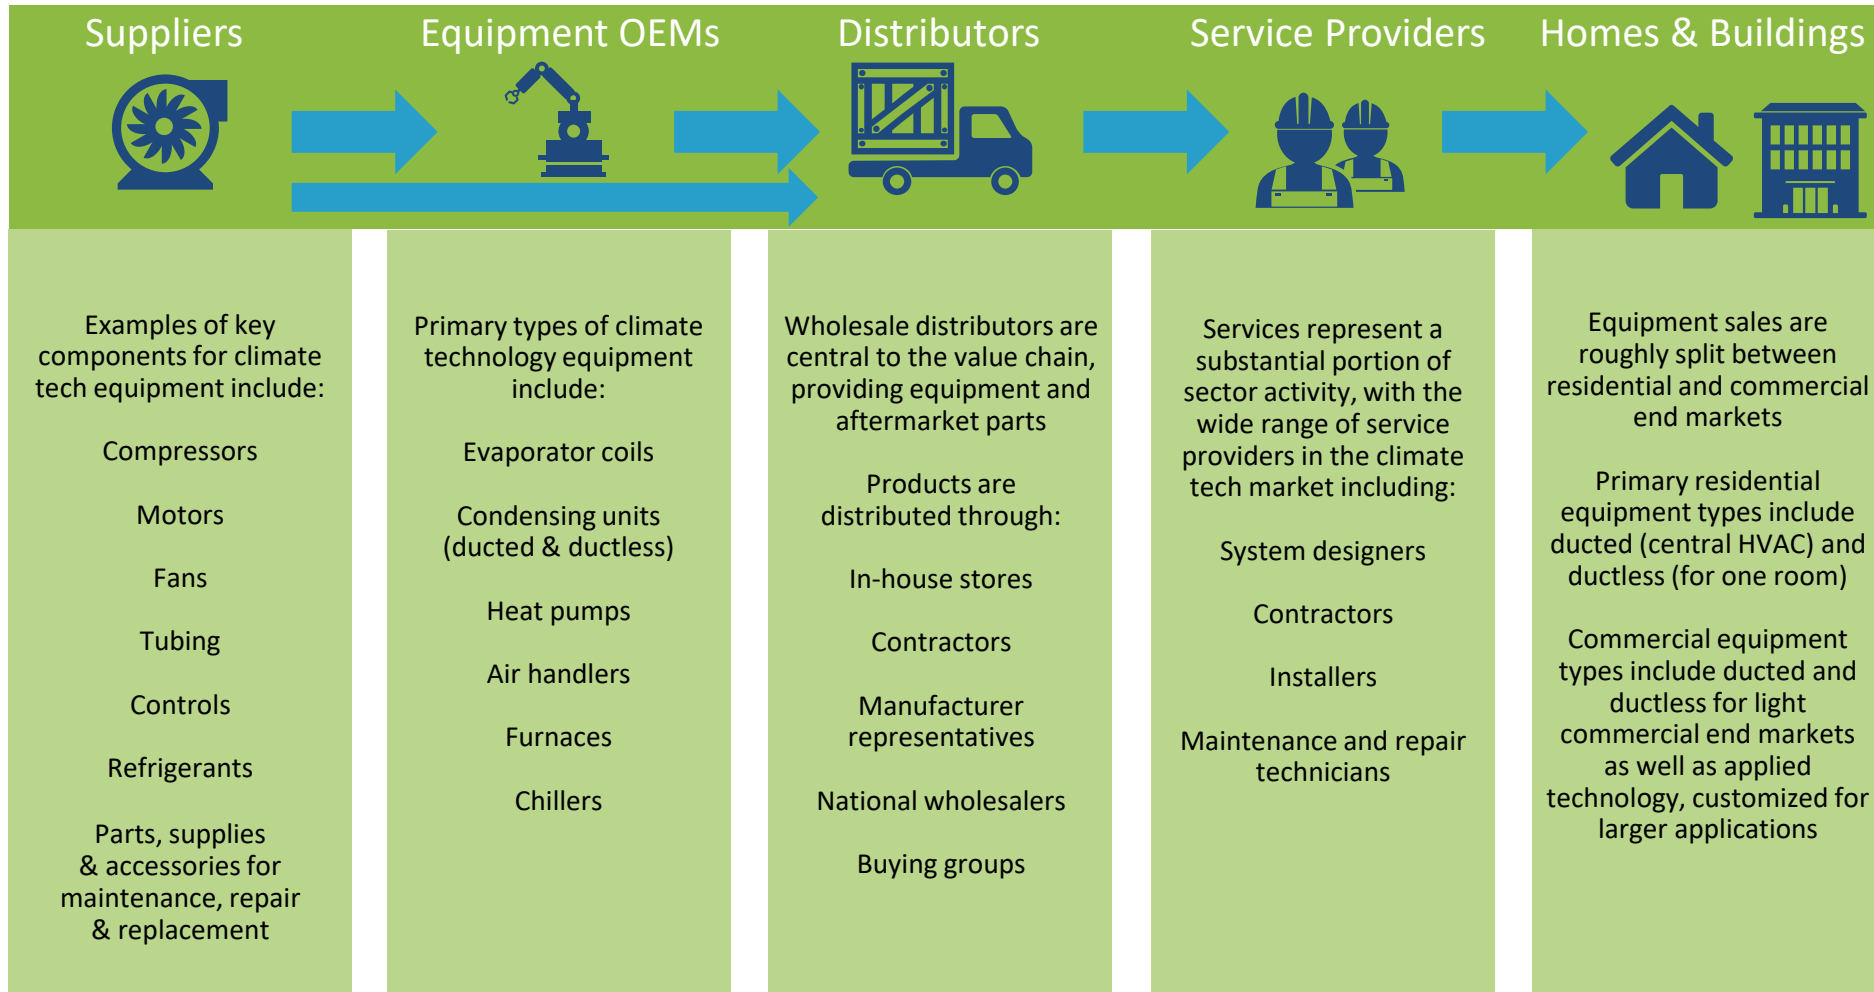 Suppliers
Equipment OEMs
Distributors
Service Providers
Homes & Buildings
Examples of key
components for climate
tech equipment include:
Compressors
Motors
Fans
Tubing
Controls
Refrigerants
Parts, supplies
& accessories for
maintenance, repair
& replacement
Primary types of climate
technology equipment
include:
Evaporator coils
Condensing units
(ducted & ductless)
Heat pumps
Air handlers
Furnaces
Chillers
Wholesale distributors are
central to the value chain,
providing equipment and
aftermarket parts
Products are
distributed through:
In-house stores
Contractors
Manufacturer
representatives
National wholesalers
Buying groups
Services represent a
substantial portion of
sector activity, with the
wide range of service
providers in the climate
tech market including:
System designers
Contractors
Installers
Maintenance and repair
technicians
Equipment sales are
roughly split between
residential and commercial
end markets
Primary residential
equipment types include
ducted (central HVAC) and
ductless (for one room)
Commercial equipment
types include ducted and
ductless for light
commercial end markets
as well as applied
technology, customized for
larger applications